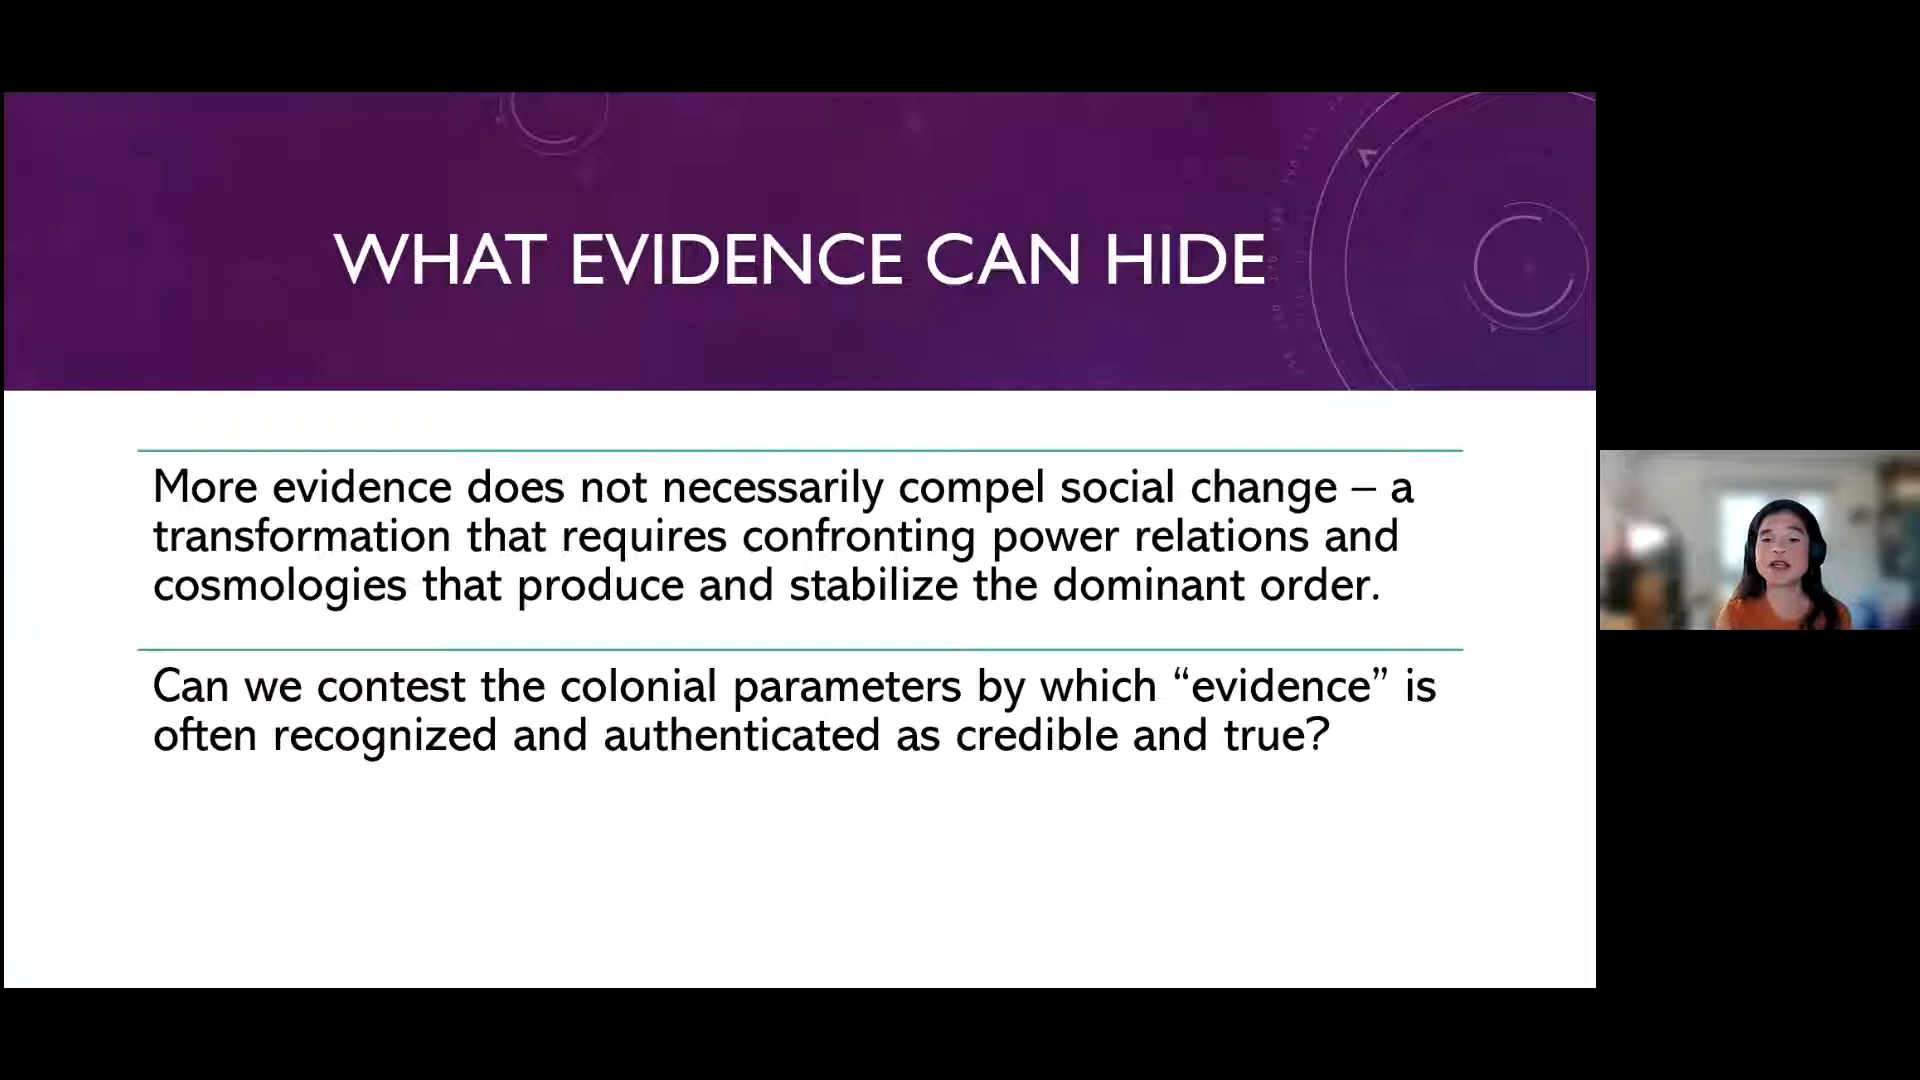 WHAT EVIDENCE CAN HIDE
More evidence does not necessarily compel social change – a
transformation that requires confronting power relations and
cosmologies that produce and stabilize the dominant order.
Can we contest the colonial parameters by which “evidence” is
often recognized and authenticated as credible and true?